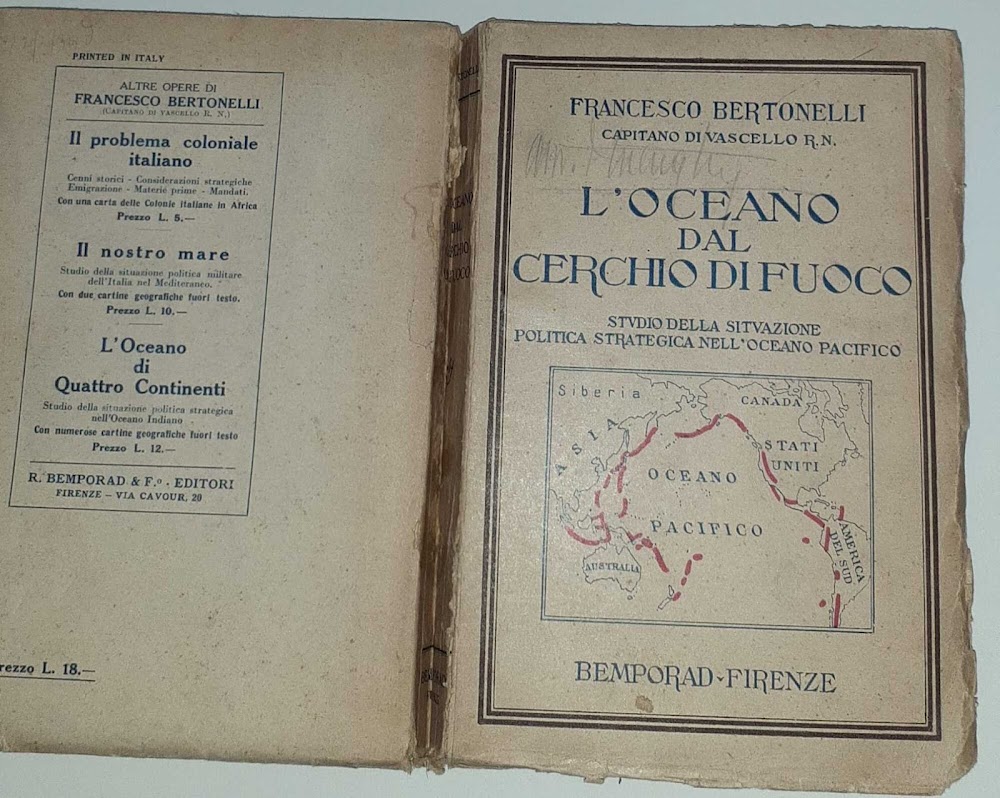 PRINTED IN ITALY
ALTRE OPERE DI
FRANCESCO BERTONELLI
(CAPITANO DI VASCELLO R. N.)
Il problema coloniale
italiano
Cenni storici - Considerazioni strategiche
Emigrazione - Materie prime - Mandati.
Con una carta delle Colonie italiane in Africa
Prezzo L. 8.—
Il nostro mare
Studio della situazione politica militare
dell'Italia nel Mediteraneo.
Con due cartine geografiche fuori testo.
Prezzo L. 10.—
L'Oceano
di
Quattro Continenti
Studio della situazione politica strategica
nell'Oceano Indiano
Con numerose cartine geografiche fuori testo
Prezzo L. 12.—
R. BEMPORAD & F.º - EDITORI
FIRENZE - VIA CAVOUR, 20
rezzo L. 18.—
FRANCESCO BERTONELLI
CAPITANO DI VASCELLO R.N.
L'OCEANO
DAL
CERCHIO DI FUOCO
STVDIO DELLA SITVAZIONE
POLITICA STRATEGICA NELL'OCEANO PACIFICO
Siberia
CANADA
ASIA
STATI
UNITI
OCEANO
PACIFICO
AMERICA
DEL SUD
AUSTRALIA
BEMPORAD-FIRENZE